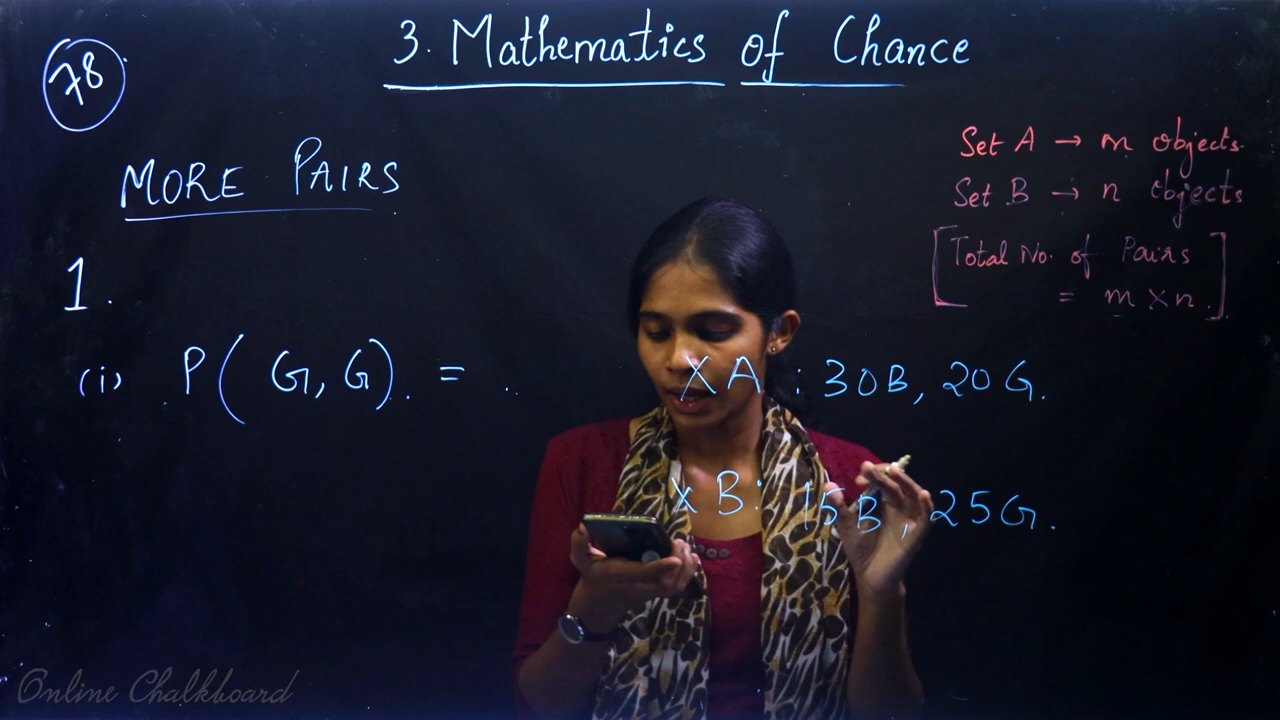 78
3. Mathematics of Chance
Set A → m objects.
Set B → n objects
MORE PAIRS
[Total No. of Pairs
= m × n.]
1.
(i) P(G, G) =
X A : 30B, 20G.
X B : 15B, 25G.
Online Chalkboard